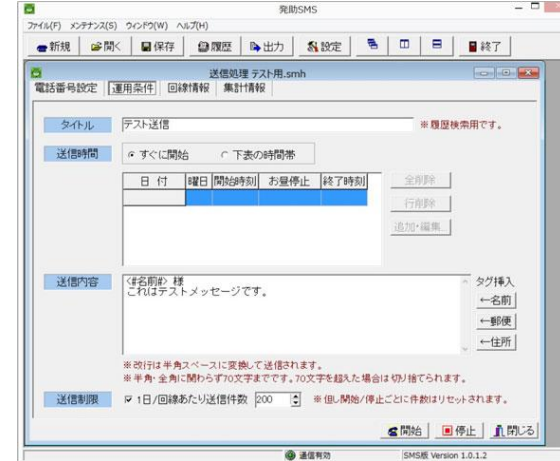 発助SMS
ファイル(F) メンテナンス(S) ウィンドウ(W) ヘルプ(H)
新規 開く 保存 履歴 出力 設定 終了
送信処理 テスト用.smh
電話番号設定 運用条件 回線情報 集計情報
タイトル テスト送信 ※履歴検索用です。
送信時間 すぐに開始 下表の時間帯
日 付 曜日 開始時刻 お昼停止 終了時刻 全削除
行削除
追加・編集...
送信内容 <#名前#> 様 タグ挿入
これはテストメッセージです。
←名前
←郵便
←住所
※改行は半角スペースに変換して送信されます。
※半角・全角に関わらず70文字までです。70文字を超えた場合は切り捨てられます。
送信制限 1日/回線あたり送信件数 200 ※但し開始/停止ごとに件数はリセットされます。
開始 停止 閉じる
通信有効 SMS版 Version 1.0.1.2